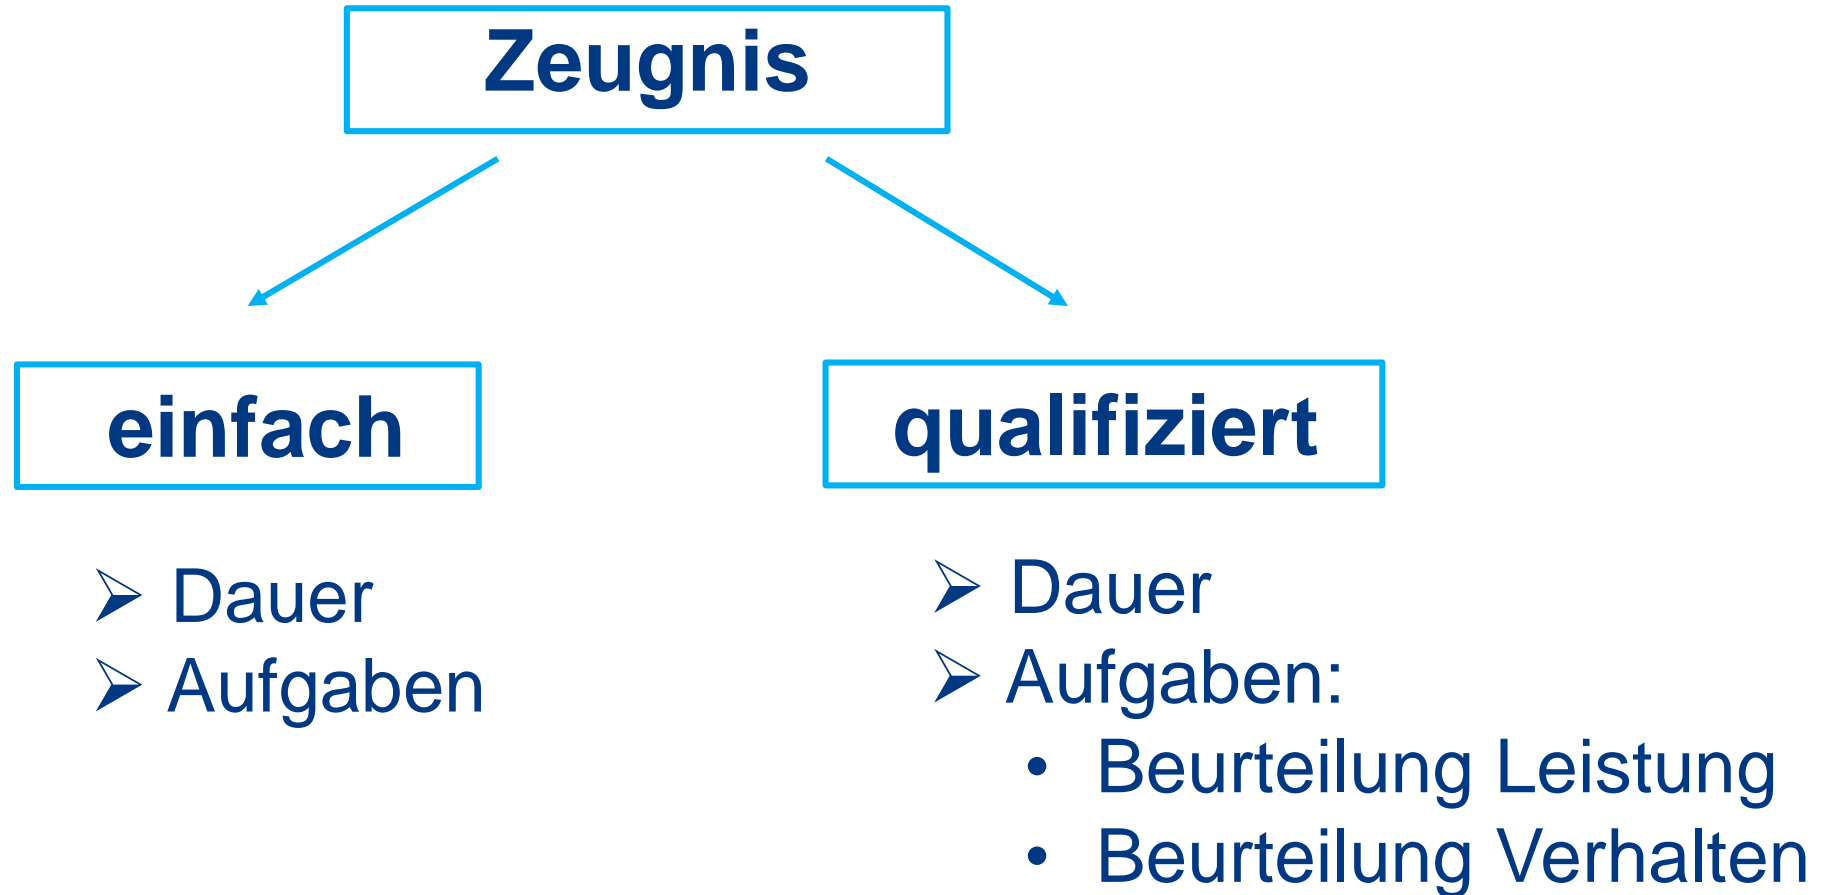 Zeugnis
einfach
➢ Dauer
➢ Aufgaben
qualifiziert
➢ Dauer
➢ Aufgaben:
• Beurteilung Leistung
• Beurteilung Verhalten